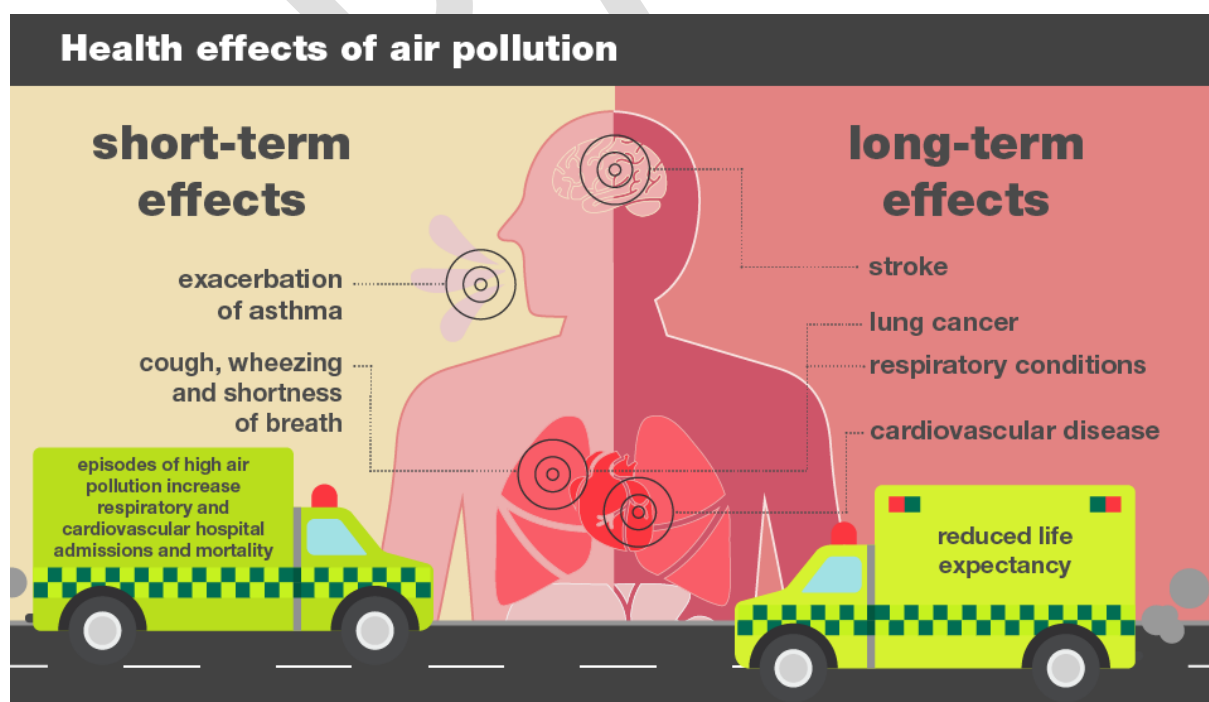 Health effects of air pollution
short-term
effects
exacerbation
of asthma
cough, wheezing
and shortness
of breath
episodes of high air
pollution increase
respiratory and
cardiovascular hospital
admissions and mortality
long-term
effects
stroke
lung cancer
respiratory conditions
cardiovascular disease
reduced life
expectancy